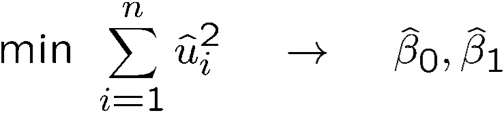 min ∑_{i=1}^{n} û_i^2 → β̂_0, β̂_1